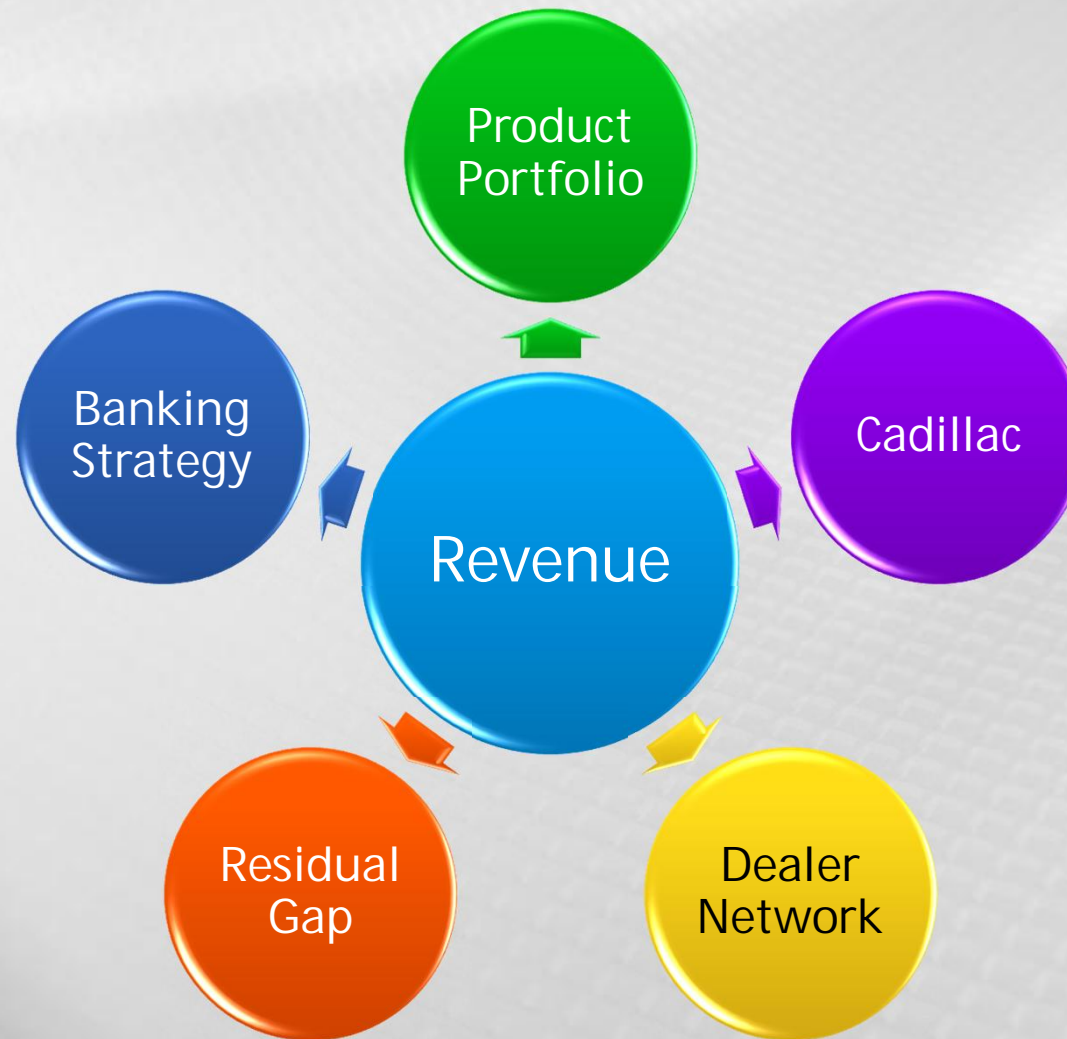 Product
Portfolio
Banking
Strategy
Cadillac
Revenue
Residual
Gap
Dealer
Network